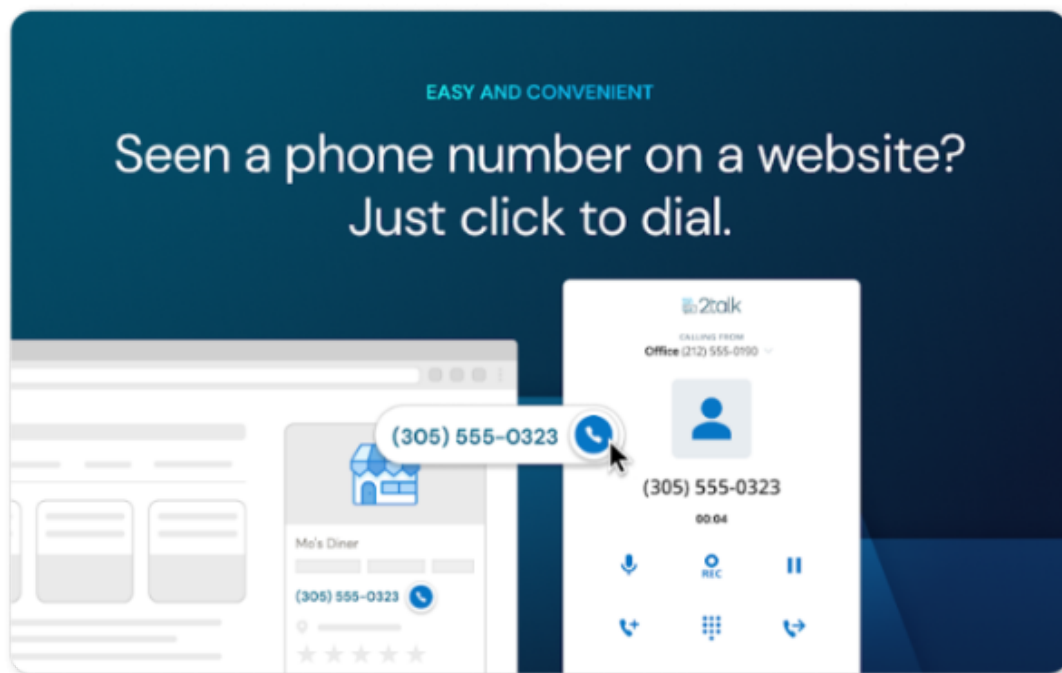 EASY AND CONVENIENT
Seen a phone number on a website?
Just click to dial.
2talk
CALLING FROM
Office (212) 555-0190
(305) 555-0323
(305) 555-0323
00:04
REC
Mo's Diner
(305) 555-0323